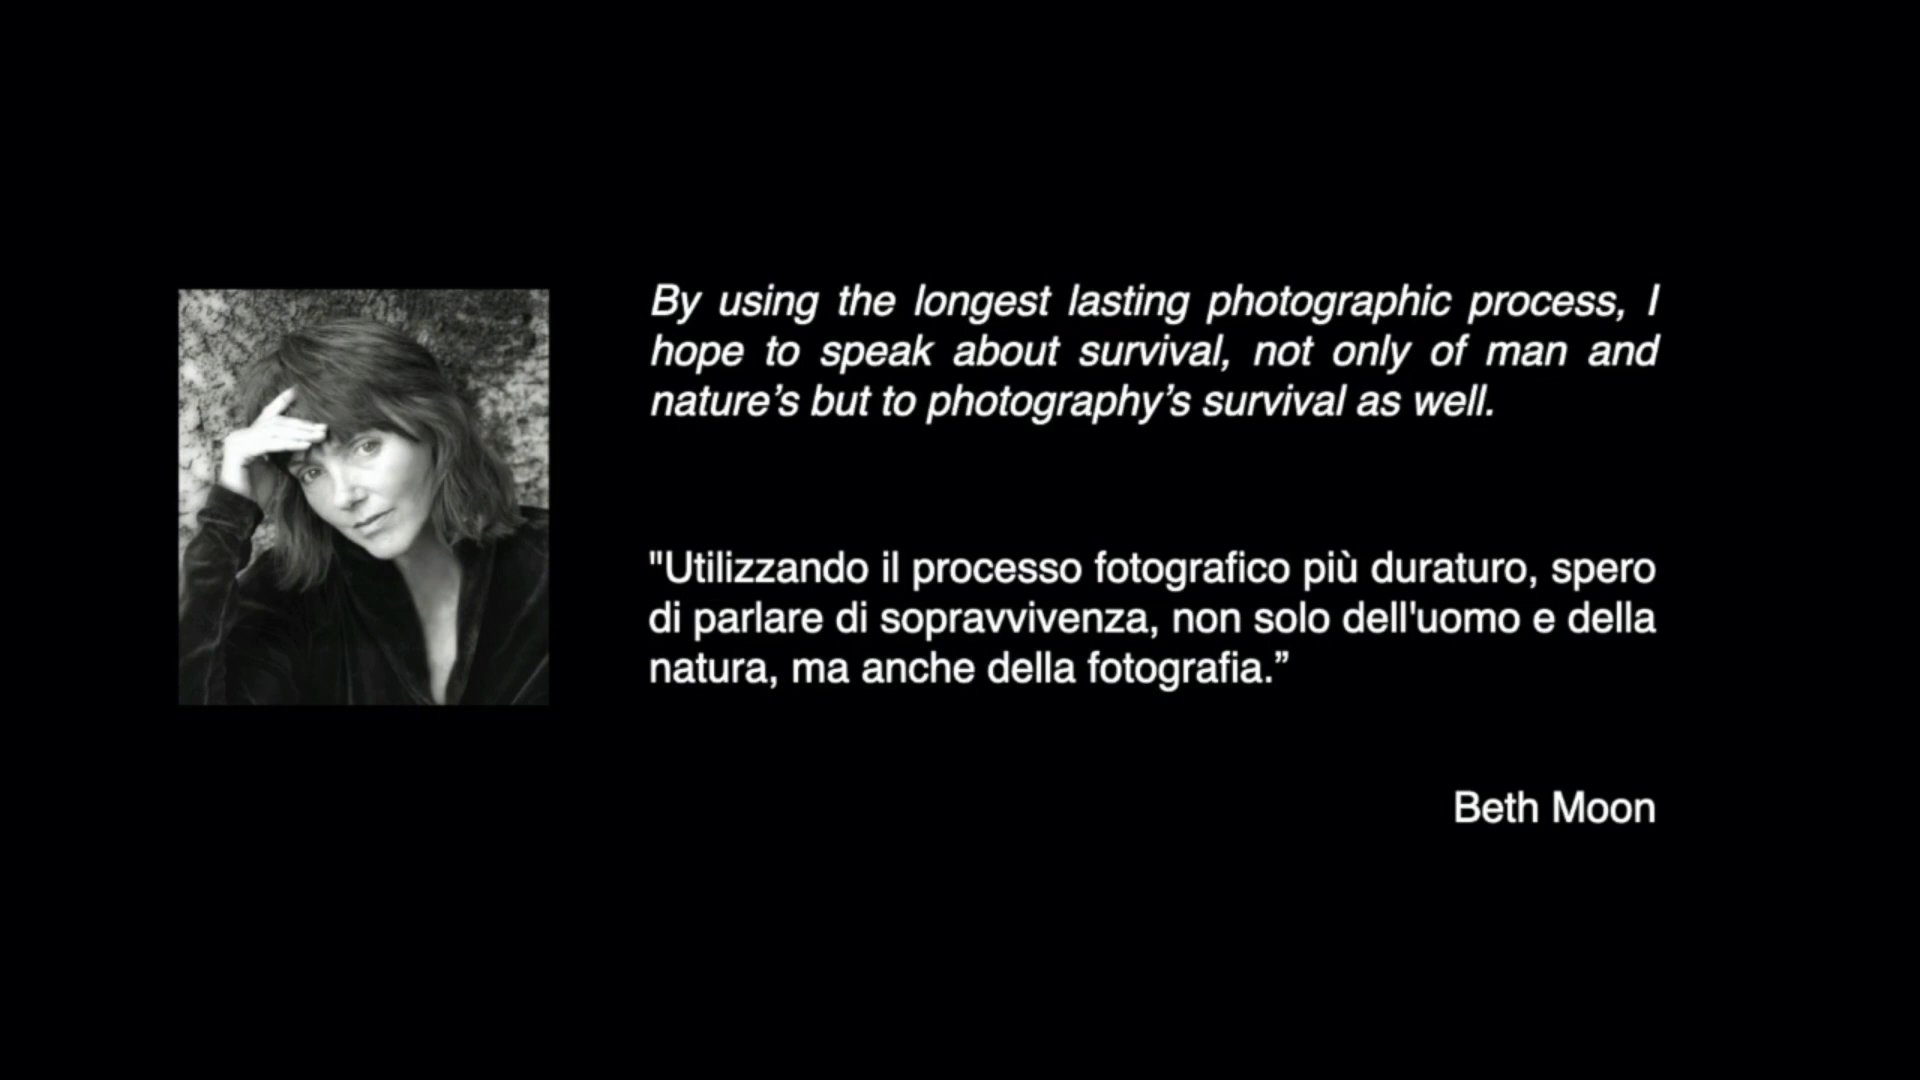 By using the longest lasting photographic process, I
hope to speak about survival, not only of man and
nature’s but to photography’s survival as well.
"Utilizzando il processo fotografico più duraturo, spero
di parlare di sopravvivenza, non solo dell'uomo e della
natura, ma anche della fotografia.”
Beth Moon